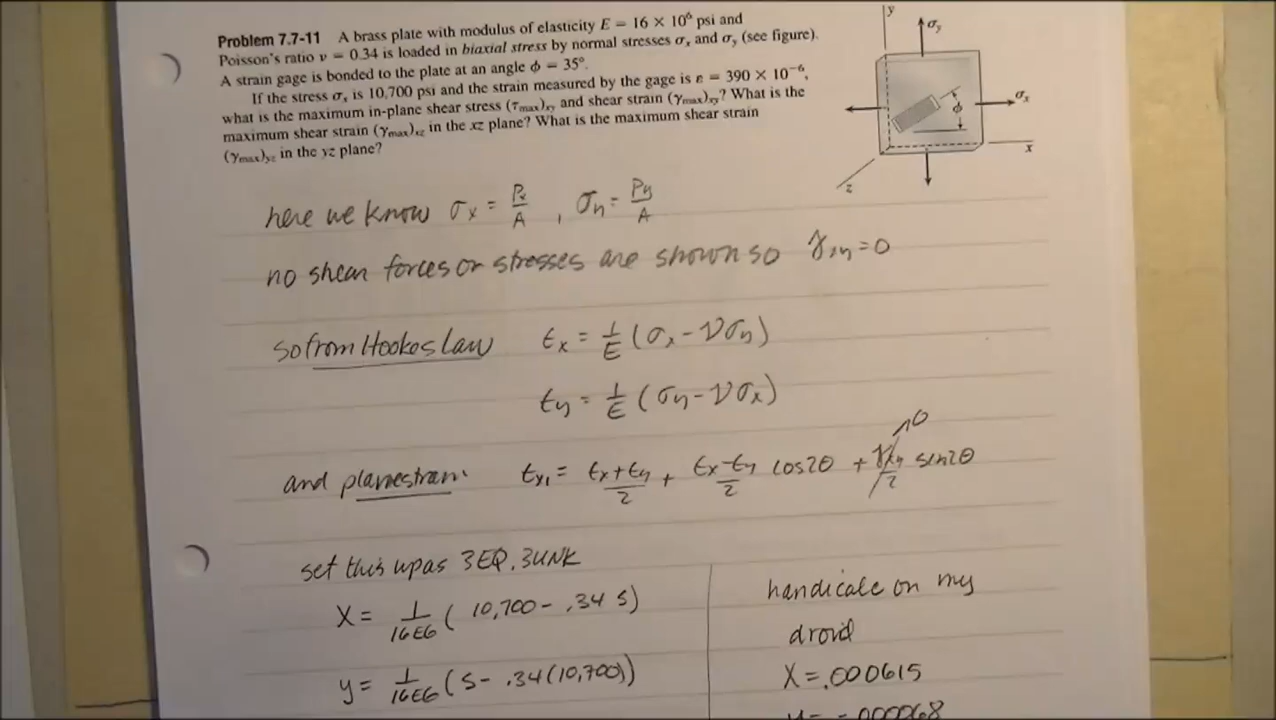 Problem 7.7-11 A brass plate with modulus of elasticity E = 16 × 10⁶ psi and
Poisson's ratio ν = 0.34 is loaded in biaxial stress by normal stresses σₓ and σᵧ (see figure).
A strain gage is bonded to the plate at an angle ϕ = 35°.
If the stress σₓ is 10,700 psi and the strain measured by the gage is ε = 390 × 10⁻⁶,
what is the maximum in-plane shear stress (τmax)xy and shear strain (γmax)xy? What is the
maximum shear strain (γmax)xz in the xz plane? What is the maximum shear strain
(γmax)yz in the yz plane?
y
σy
σx
ϕ
x
z
here we know σx = Px/A , σy = Py/A
no shear forces or stresses are shown so γxy = 0
so from Hookes Law εx = 1/E (σx - νσy)
εy = 1/E (σy - νσx)
0
and planestrain εx1 = εx+εy/2 + εx-εy/2 cos2θ + γxy/2 sin2θ
set this up as 3EQ. 3UNK
X = 1/16E6 ( 10,700 - .34 S)
y = 1/16E6 (S - .34(10,700))
handicalc on my
droid
X = .000615
y = -.000068